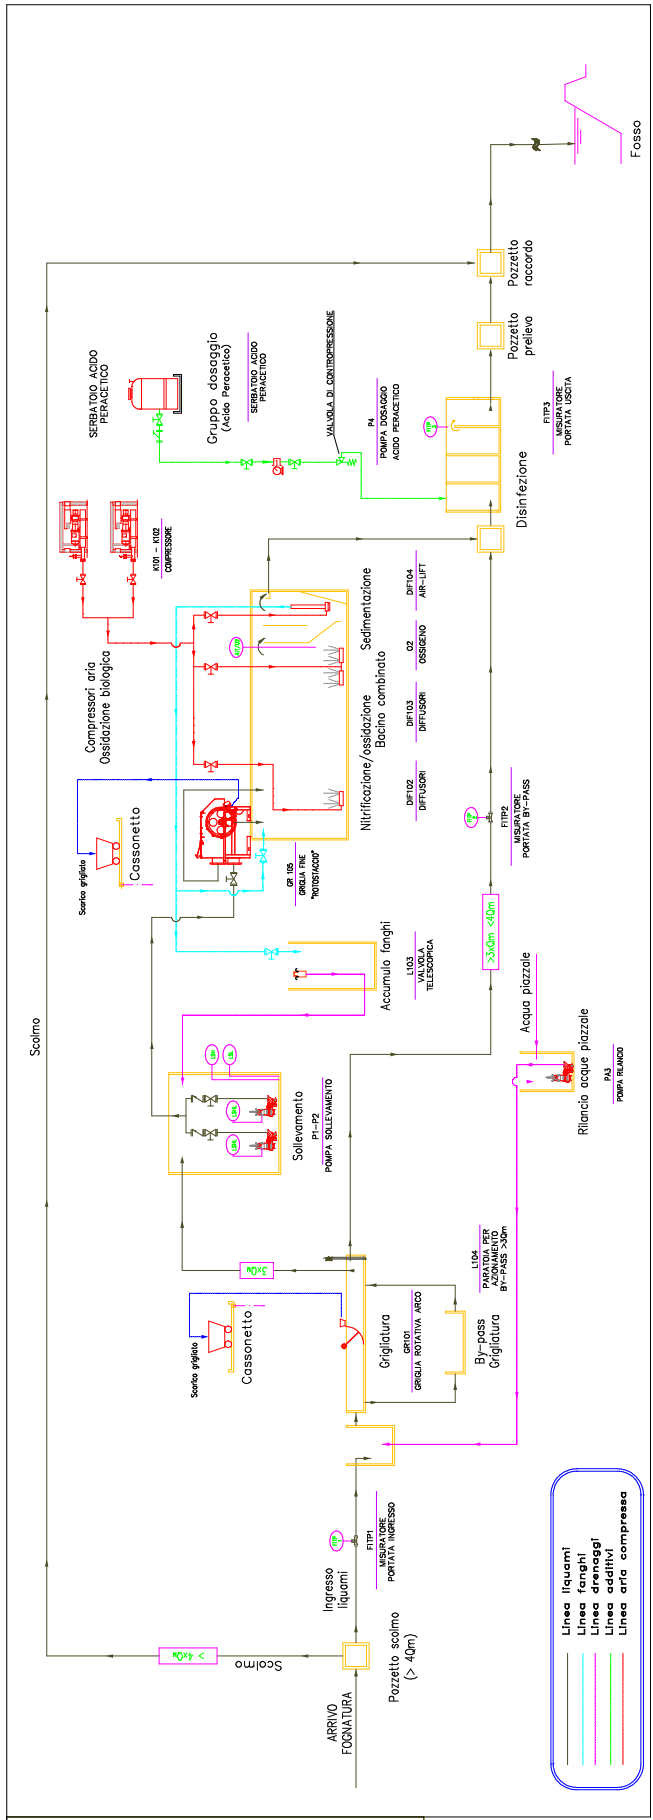 ARRIVO
FOGNATURA
Pozzetto scolmo
(> 4Qm)
> 4xQm
Scolmo
Scolmo
Ingresso
liquami
FITP1
MISURATORE
PORTATA INGRESSO
Grigliatura
GR101
GRIGLIA ROTATIVA ARCO
By-pass
Grigliatura
Scarico grigliato
Cassonetto
3xQm
L104
PARATOIA PER
AZIONAMENTO
BY-PASS >3Qm
Sollevamento
P1-P2
POMPA SOLLEVAMENTO
LSHL
LSHL
LSH
LSL
Rilancio acque piazzale
PA3
POMPA RILANCIO
Acqua piazzale
Accumulo fanghi
L103
VALVOLA
TELESCOPICA
>3xQm <4Qm
Scarico grigliato
Cassonetto
GR 105
GRIGLIA FINE
"ROTOSTACCIO"
FITP2
MISURATORE
PORTATA BY-PASS
Compressori aria
Ossidazione biologica
K101 - K102
COMPRESSORE
Nitrificazione/ossidazione
Sedimentazione
Bacino combinato
DIF102
DIFFUSORI
DIF103
DIFFUSORI
O2
OSSIGENO
DIF104
AIR-LIFT
SERBATOIO ACIDO
PERACETICO
Gruppo dosaggio
(Acido Peracetico)
SERBATOIO ACIDO
PERACETICO
VALVOLA DI CONTROPRESSIONE
P4
POMPA DOSAGGIO
ACIDO PERACETICO
Disinfezione
FITP3
MISURATORE
PORTATA USCITA
Pozzetto
prelievo
Pozzetto
raccordo
Fosso
Linea liquami
Linea fanghi
Linea drenaggi
Linea additivi
Linea aria compressa